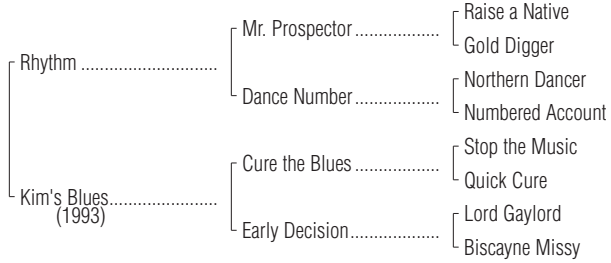 Raise a Native
Mr. Prospector ..................
Gold Digger
Rhythm .............................
Northern Dancer
Dance Number ..................
Numbered Account
Stop the Music
Cure the Blues ..................
Quick Cure
Kim's Blues.......................
(1993)
Lord Gaylord
Early Decision...................
Biscayne Missy